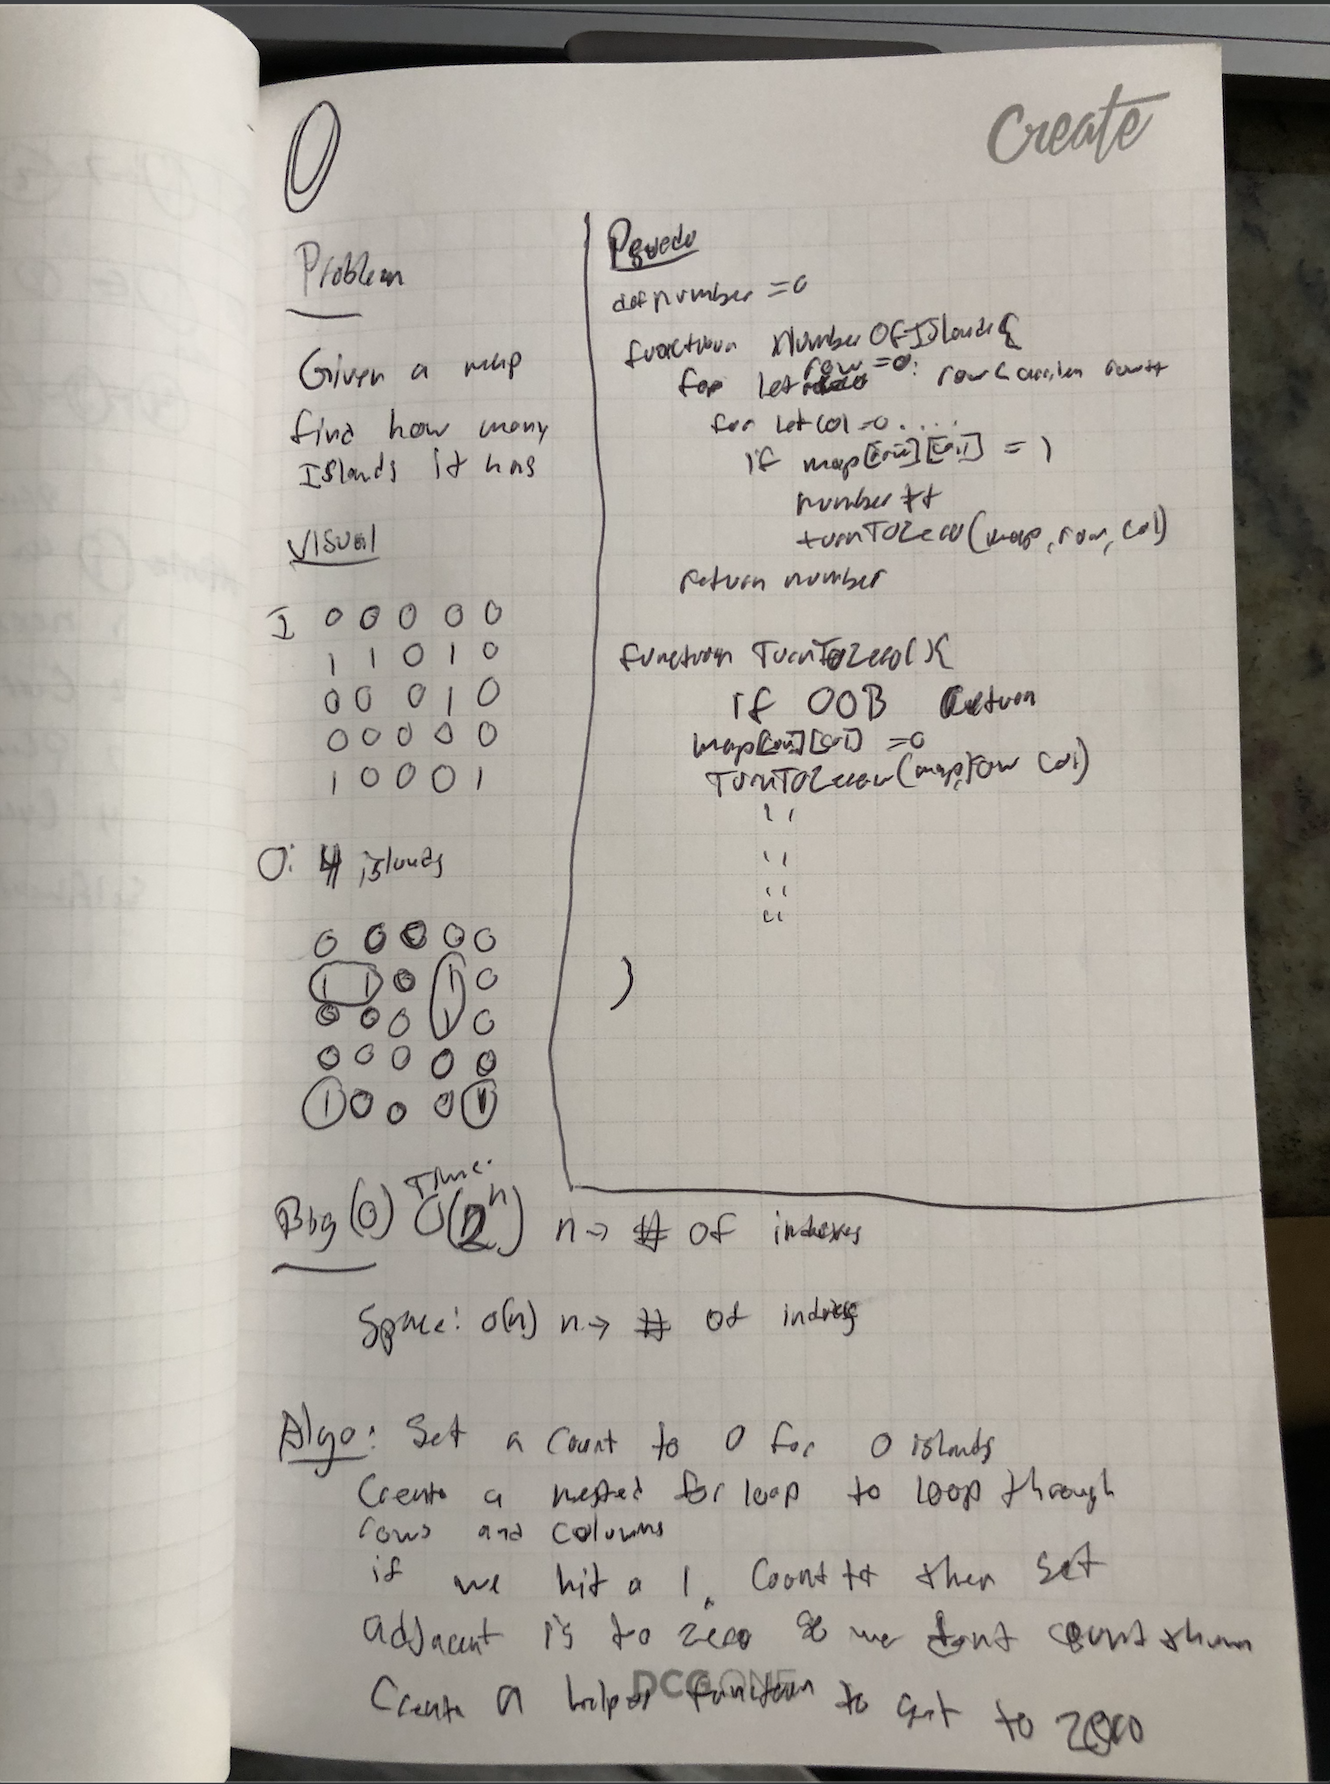 Create
Problem
Given a map
find how many
Islands it has
Visual
I 0 0 0 0 0
1 1 0 1 0
0 0 0 1 0
0 0 0 0 0
1 0 0 0 1
O: 4 islands
0 0 0 0 0
1 1 0 1 0
0 0 0 1 0
0 0 0 0 0
1 0 0 0 1
Psuedo
def number = 0
function NumberOfIslands{
for let row = 0; row < row++
for let col = 0 ....
if map[row][col] = 1
number ++
turnToZero(map, row, col)
return number
function TurnToZero(){
if OOB Return
map[row][col] = 0
TurnToZero(map, row col)
''
''
''
''
}
Big (O) Time: O(2^n) n -> # of indexes
Space: O(n) n -> # of
Algo: Set a count to 0 for 0 islands
Create a nested for loop to loop through
rows and columns
if we hit a 1, Count ++ then set
adjacent 1's to zero so we dont count them
Create a helper function to set to zero
DCG ONE